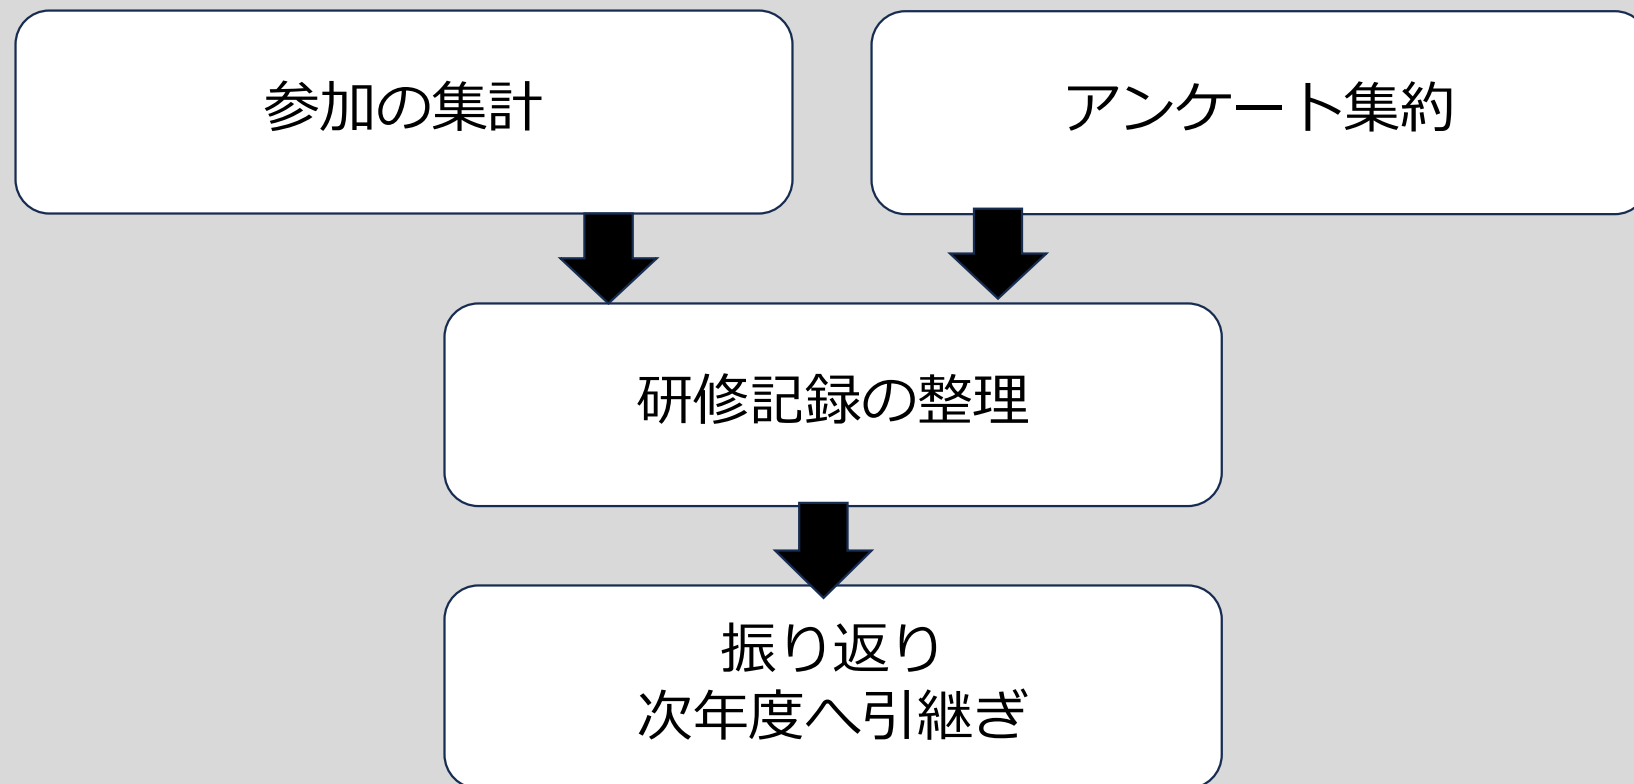 参加の集計
アンケート集約
研修記録の整理
振り返り
次年度へ引継ぎ